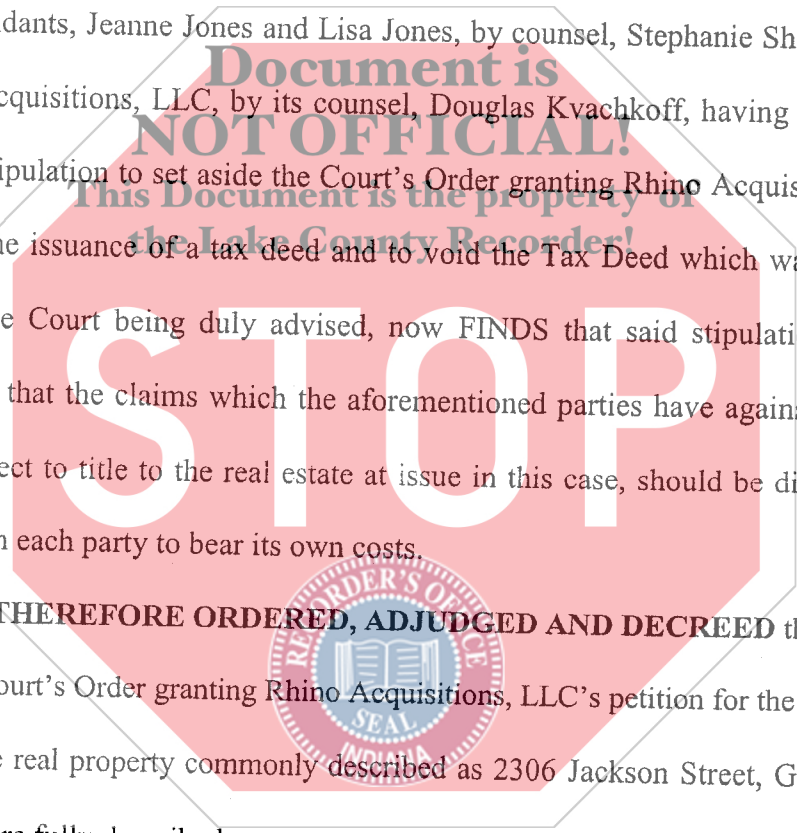 dants, Jeanne Jones and Lisa Jones, by counsel, Stephanie Sh
Document is
cquisitions, LLC, by its counsel, Douglas Kvachkoff, having
NOT OFFICIAL!
ipulation to set aside the Court's Order granting Rhino Acquis
This Document is the property of
the Lake County Recorder!
e issuance of a tax deed and to void the Tax Deed which wa
e Court being duly advised, now FINDS that said stipulati
STOP
that the claims which the aforementioned parties have agains
ect to title to the real estate at issue in this case, should be di
n each party to bear its own costs.
RECORDER'S OFFICE
THEREFORE ORDERED, ADJUDGED AND DECREED th
ourt's Order granting Rhino Acquisitions, LLC's petition for the
SEAL
INDIANA
e real property commonly described as 2306 Jackson Street, G